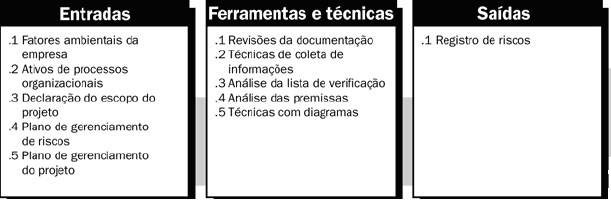 Entradas
.1 Fatores ambientais da
empresa
.2 Ativos de processos
organizacionais
.3 Declaração do escopo do
projeto
.4 Plano de gerenciamento
de riscos
.5 Plano de gerenciamento
do projeto
Ferramentas e técnicas
.1 Revisões da documentação
.2 Técnicas de coleta de
informações
.3 Análise da lista de verificação
.4 Análise das premissas
.5 Técnicas com diagramas
Saídas
.1 Registro de riscos